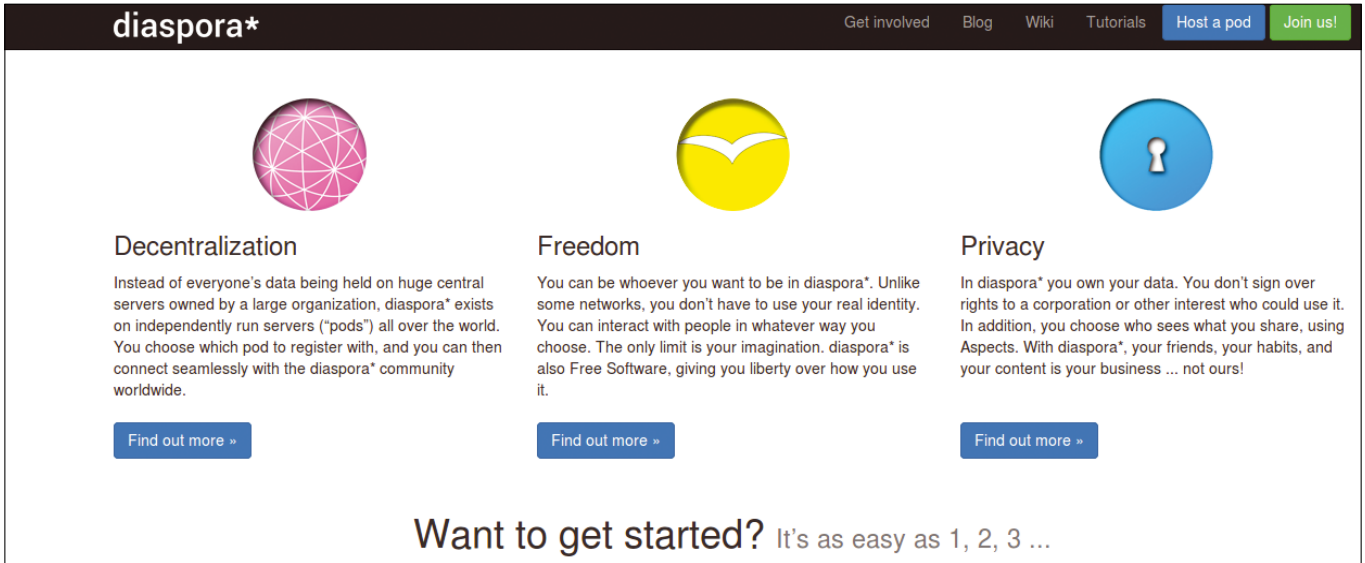 diaspora*
Get involved Blog Wiki Tutorials Host a pod Join us!
Decentralization
Instead of everyone’s data being held on huge central
servers owned by a large organization, diaspora* exists
on independently run servers (“pods”) all over the world.
You choose which pod to register with, and you can then
connect seamlessly with the diaspora* community
worldwide.
Find out more »
Freedom
You can be whoever you want to be in diaspora*. Unlike
some networks, you don’t have to use your real identity.
You can interact with people in whatever way you
choose. The only limit is your imagination. diaspora* is
also Free Software, giving you liberty over how you use
it.
Find out more »
Privacy
In diaspora* you own your data. You don’t sign over
rights to a corporation or other interest who could use it.
In addition, you choose who sees what you share, using
Aspects. With diaspora*, your friends, your habits, and
your content is your business ... not ours!
Find out more »
Want to get started? It’s as easy as 1, 2, 3 ...